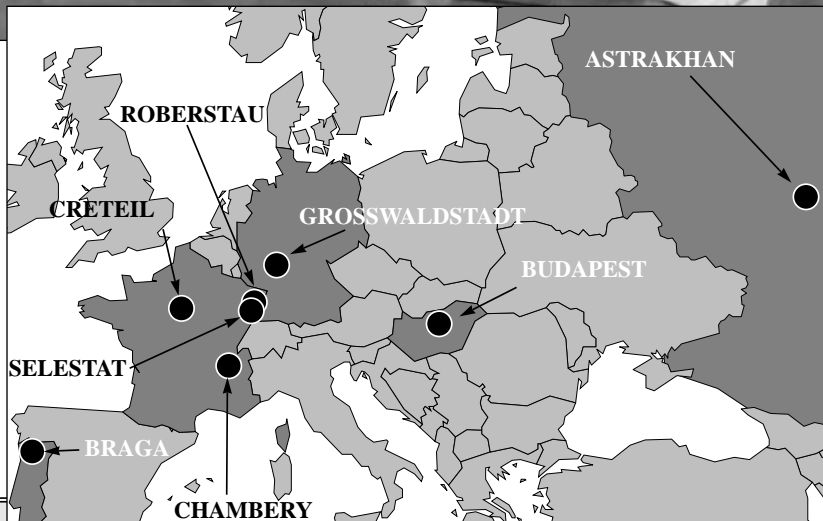 ASTRAKHAN
ROBERSTAU
CRETEIL
GROSSWALDSTADT
BUDAPEST
SELESTAT
BRAGA
CHAMBERY